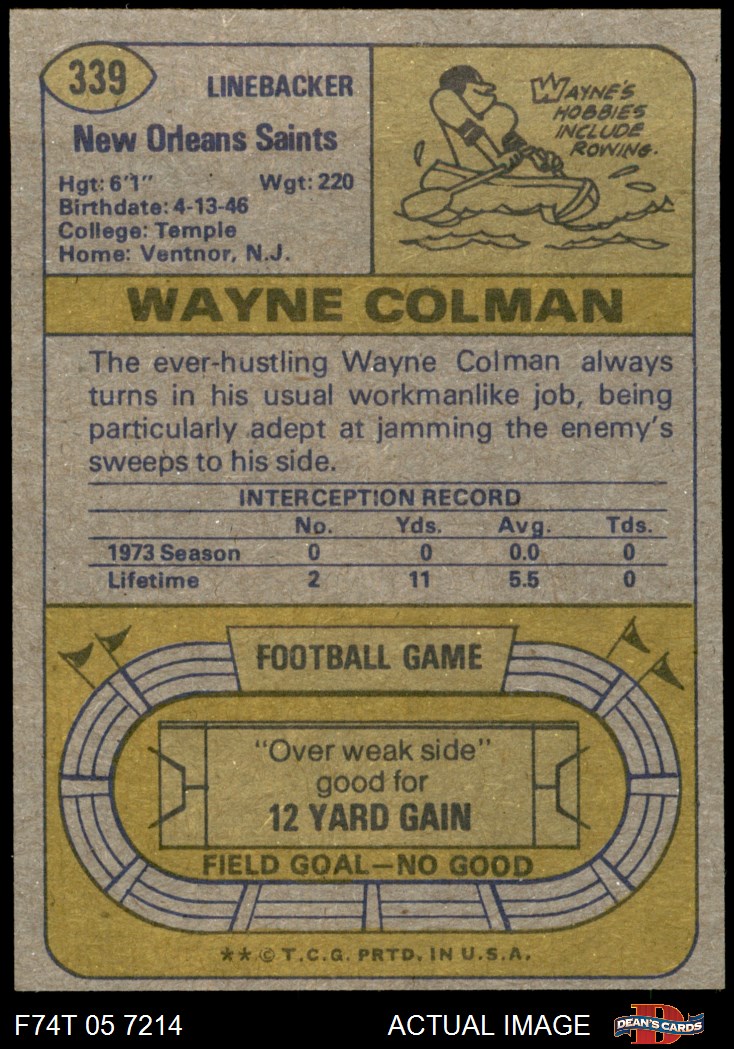 339
LINEBACKER
New Orleans Saints
Hgt: 6'1" Wgt: 220
Birthdate: 4-13-46
College: Temple
Home: Ventnor, N.J.
WAYNE'S
HOBBIES
INCLUDE
ROWING.
WAYNE COLMAN
The ever-hustling Wayne Colman always
turns in his usual workmanlike job, being
particularly adept at jamming the enemy's
sweeps to his side.
INTERCEPTION RECORD
No. Yds. Avg. Tds.
1973 Season 0 0 0.0 0
Lifetime 2 11 5.5 0
FOOTBALL GAME
"Over weak side"
good for
12 YARD GAIN
FIELD GOAL—NO GOOD
** © T.C.G. PRTD. IN U.S.A.
F74T 05 7214 ACTUAL IMAGE
D
DEAN'S CARDS